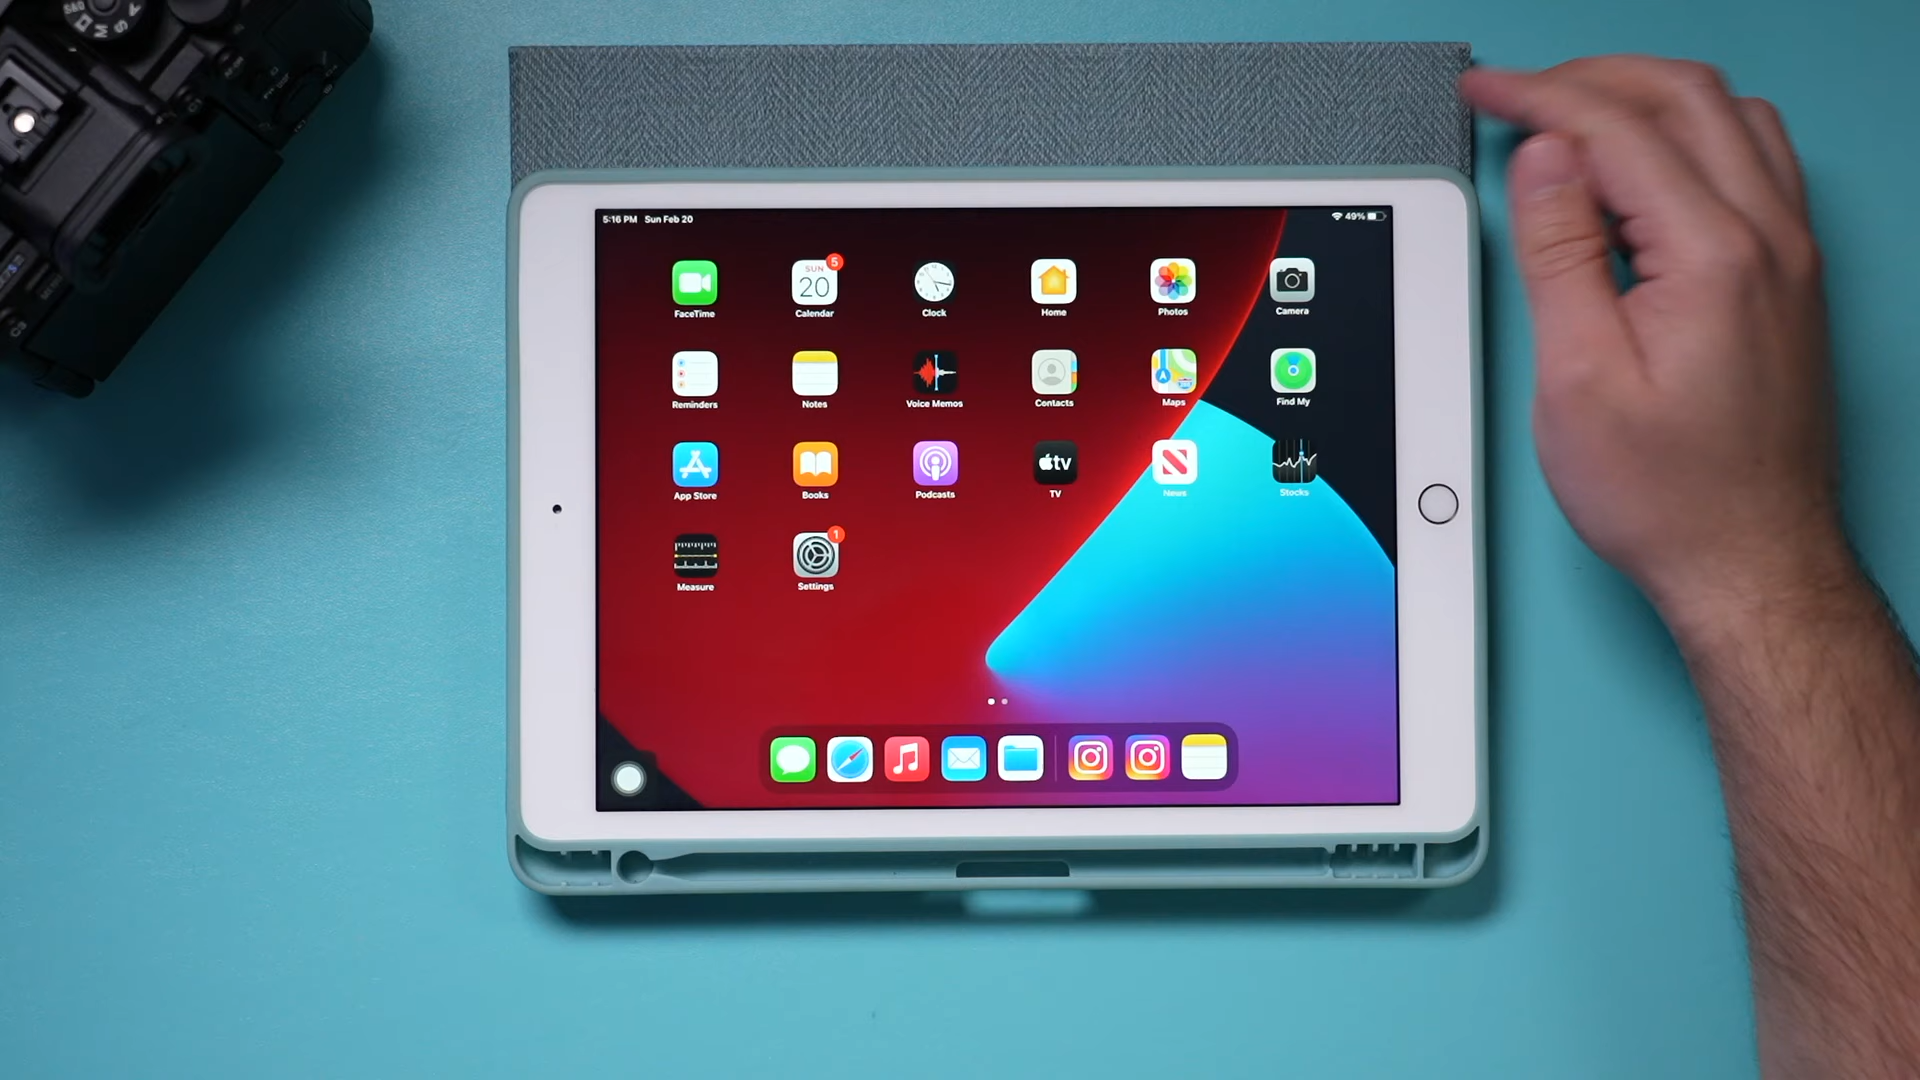 S&Q
M
S
5:16 PM Sun Feb 20
49%
FaceTime
SUN
20
5
Calendar
Clock
Home
Photos
Camera
Reminders
Notes
Voice Memos
Contacts
Maps
Find My
App Store
Books
Podcasts
tv
TV
News
Stocks
Measure
1
Settings
C3